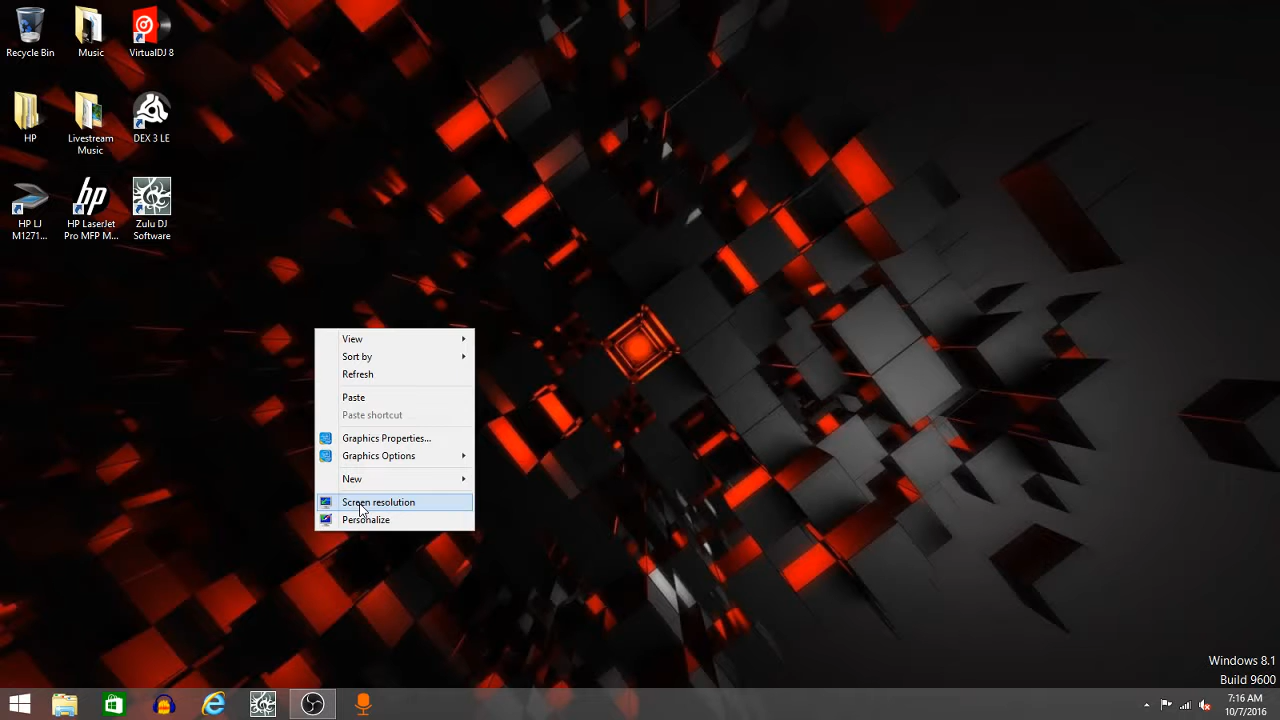 Recycle Bin
Music
VirtualDJ 8
HP
Livestream
Music
DEX 3 LE
hp
HP LJ
M1271...
HP LaserJet
Pro MFP M...
Zulu DJ
Software
View
Sort by
Refresh
Paste
Paste shortcut
Graphics Properties...
Graphics Options
New
Screen resolution
Personalize
Windows 8.1
Build 9600
7:16 AM
10/7/2016